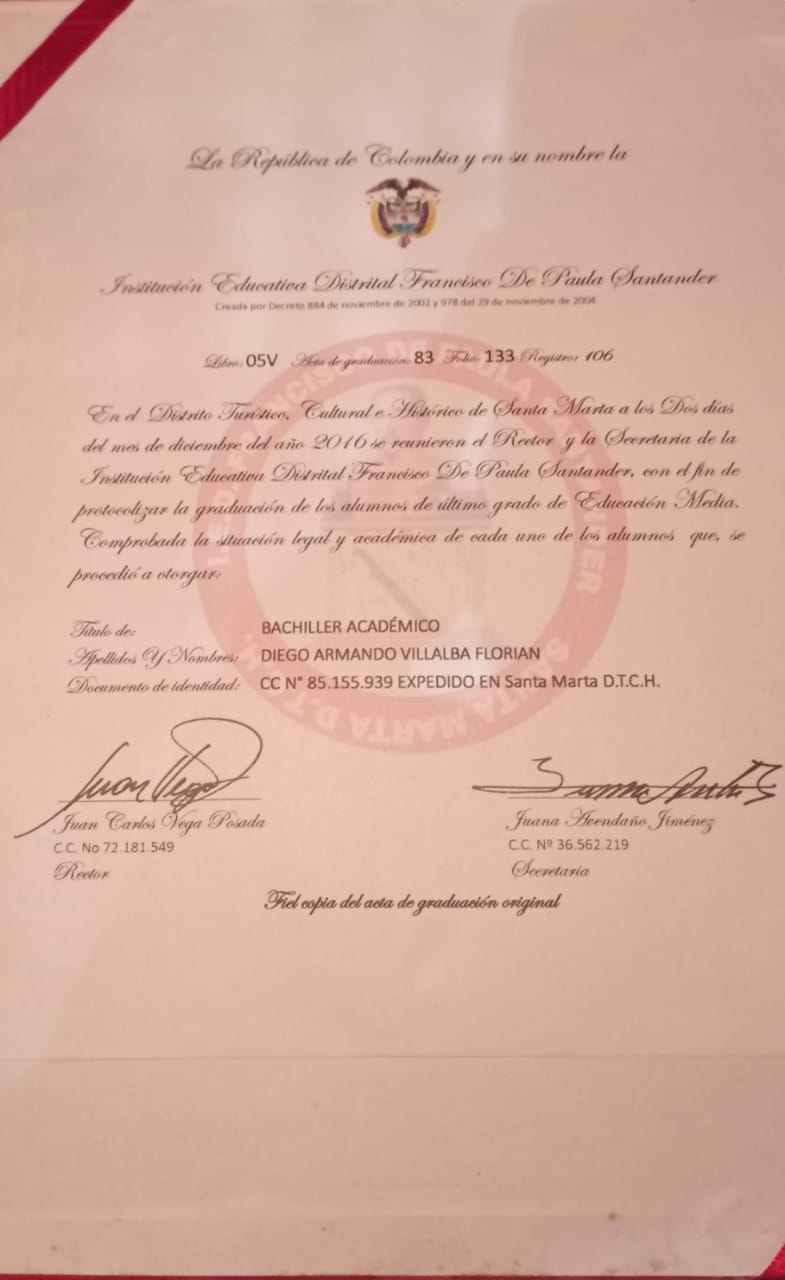 La República de Colombia y en su nombre la
Institución Educativa Distrital Francisco De Paula Santander
Creada por Decreto 884 de noviembre de 2002 y 978 del 29 de noviembre de 2004
Libro: 05V Acta de graduación: 83 Folio: 133 Registro: 106
En el Distrito Turístico, Cultural e Histórico de Santa Marta a los Dos días
del mes de diciembre del año 2016 se reunieron el Rector y la Secretaria de la
Institución Educativa Distrital Francisco De Paula Santander, con el fin de
protocolizar la graduación de los alumnos de último grado de Educación Media.
Comprobada la situación legal y académica de cada uno de los alumnos que, se
procedió a otorgar:
Título de: BACHILLER ACADÉMICO
Apellidos Y Nombres: DIEGO ARMANDO VILLALBA FLORIAN
Documento de identidad: CC N° 85.155.939 EXPEDIDO EN Santa Marta D.T.C.H.
Juan Carlos Vega Posada
C.C. No 72.181.549
Rector
Juana Avendaño Jiménez
C.C. Nº 36.562.219
Secretaria
Fiel copia del acta de graduación original